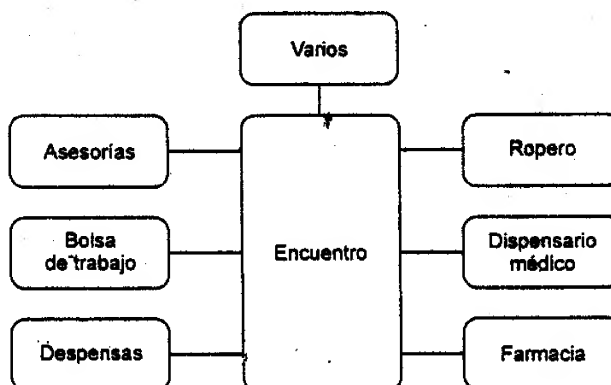 Varios
Asesorías
Ropero
Bolsa
de trabajo
Encuentro
Dispensario
médico
Despensas
Farmacia